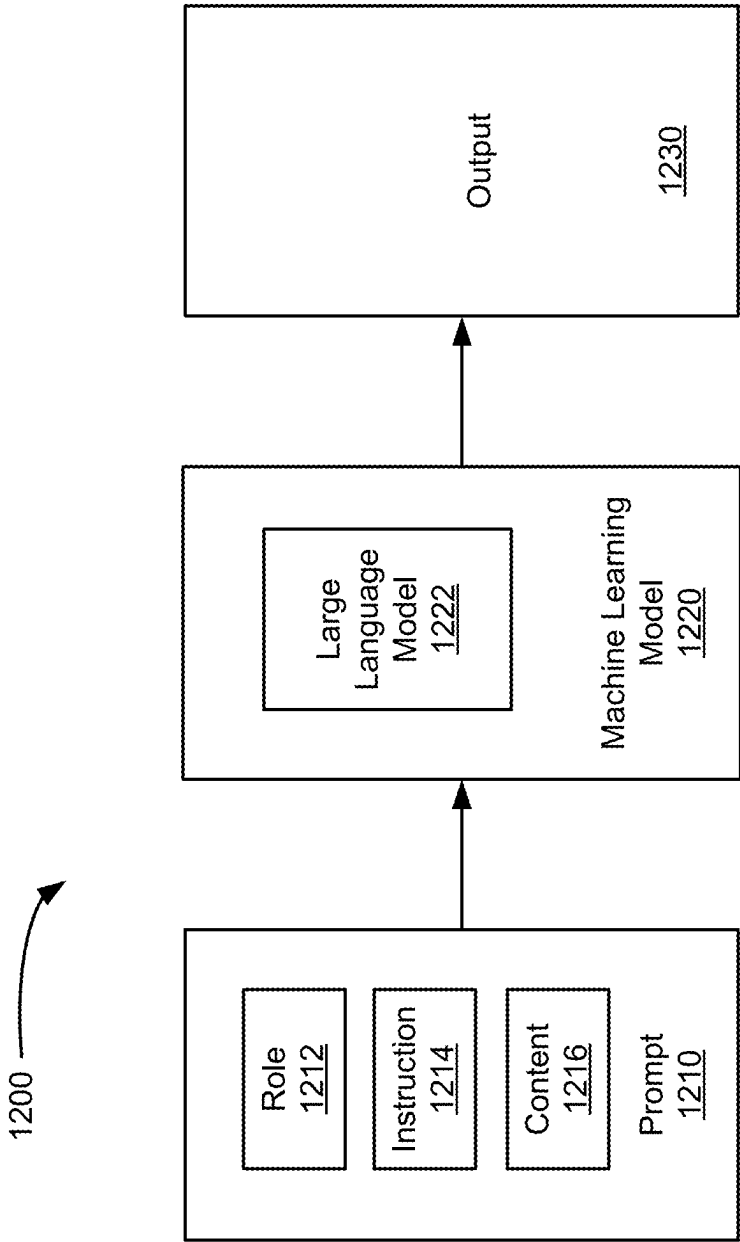 1200
Role
1212
Instruction
1214
Content
1216
Prompt
1210
Large
Language
Model
1222
Machine Learning
Model
1220
Output
1230